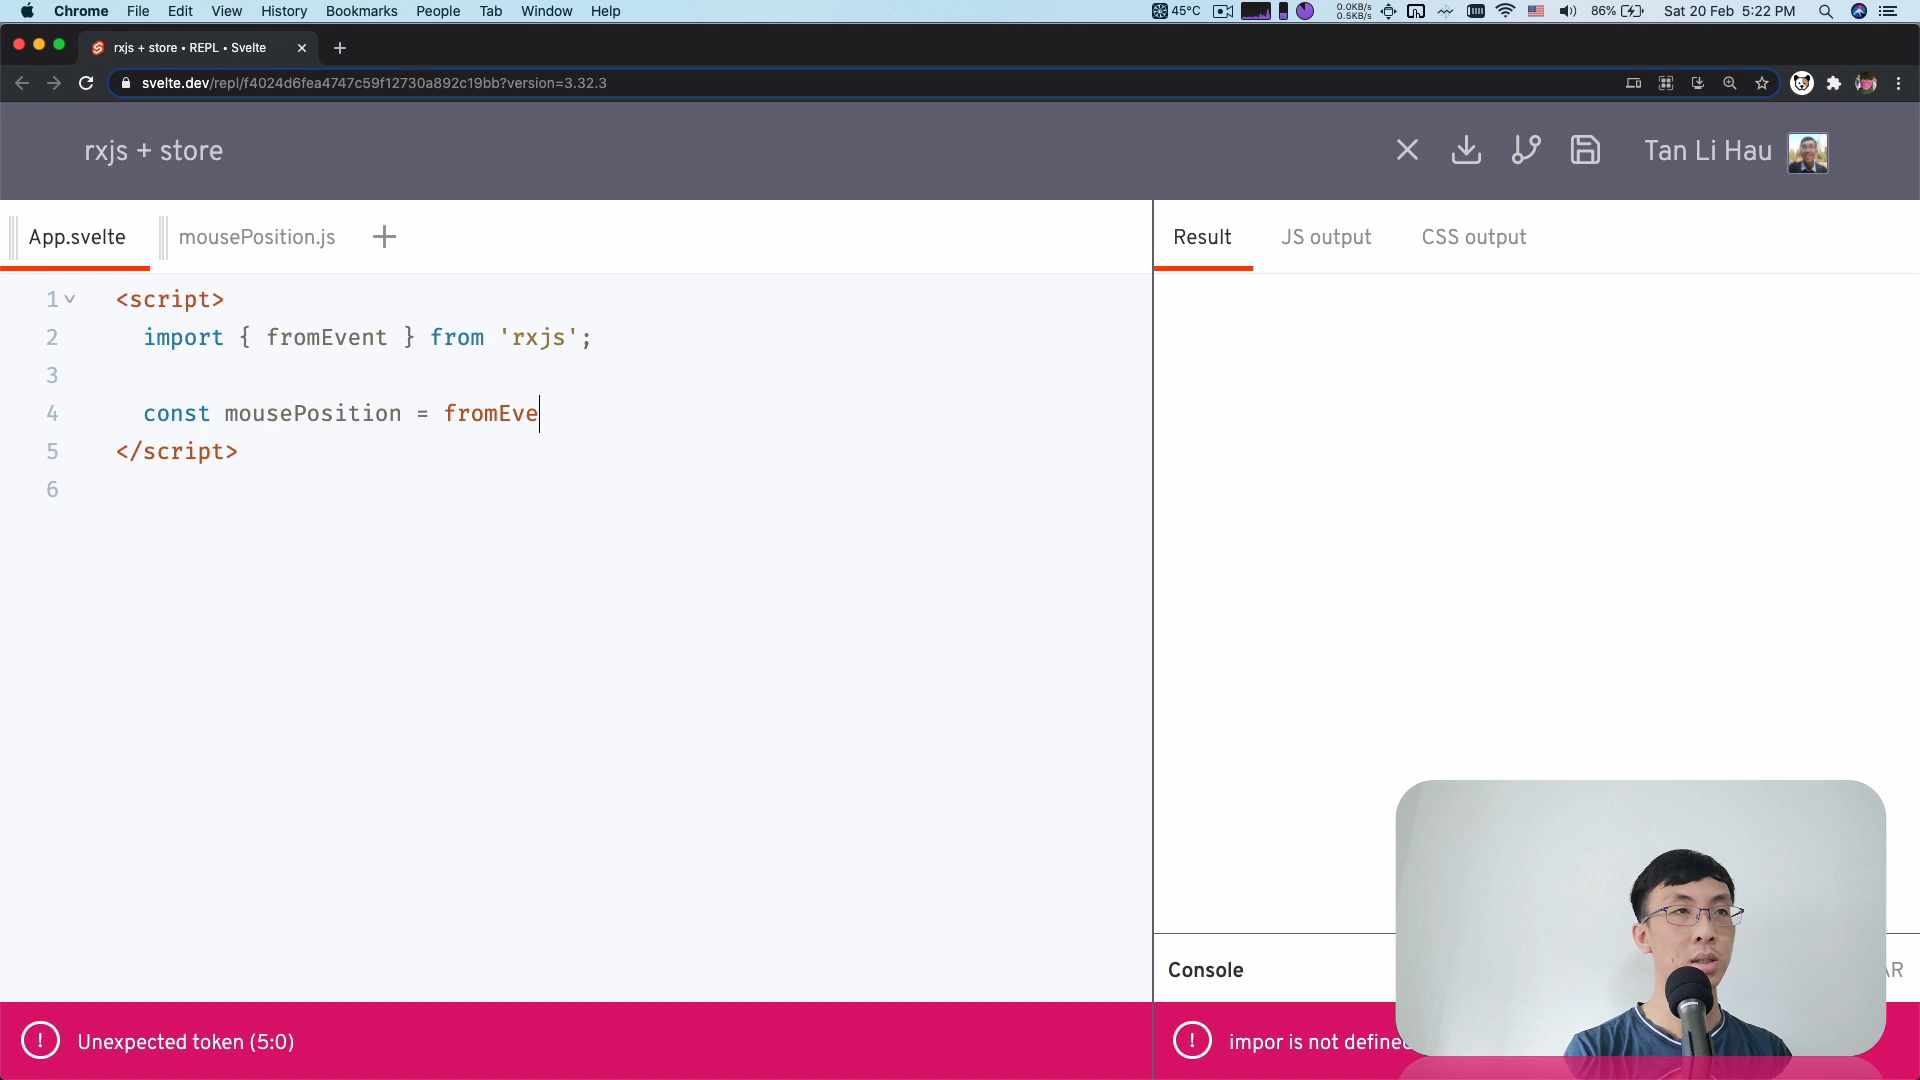 Chrome File Edit View History Bookmarks People Tab Window Help 45°C 0.0KB/s 0.5KB/s 86% Sat 20 Feb 5:22 PM
rxjs + store • REPL • Svelte
svelte.dev/repl/f4024d6fea4747c59f12730a892c19bb?version=3.32.3
rxjs + store Tan Li Hau
App.svelte mousePosition.js Result JS output CSS output
1 <script>
2 import { fromEvent } from 'rxjs';
3
4 const mousePosition = fromEve
5 </script>
6
Console
Unexpected token (5:0) impor is not define